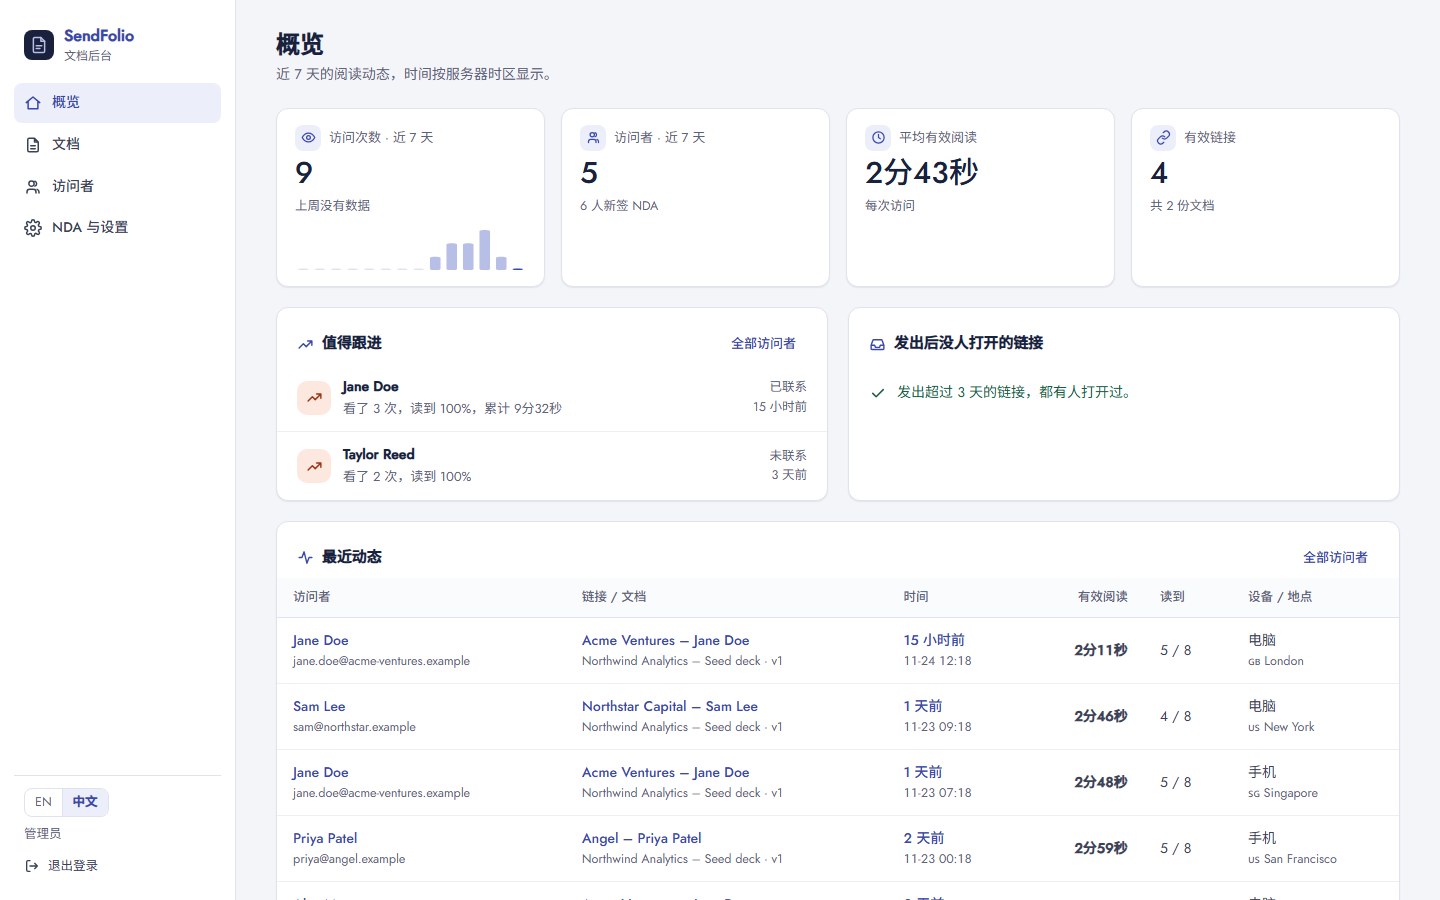 SendFolio
文档后台
概览
文档
访问者
NDA 与设置
EN 中文
管理员
退出登录
概览
近 7 天的阅读动态，时间按服务器时区显示。
访问次数 · 近 7 天
9
上周没有数据
访问者 · 近 7 天
5
6 人新签 NDA
平均有效阅读
2分43秒
每次访问
有效链接
4
共 2 份文档
值得跟进
全部访问者
Jane Doe
已联系
看了 3 次，读到 100%，累计 9分32秒
15 小时前
Taylor Reed
未联系
看了 2 次，读到 100%
3 天前
发出后没人打开的链接
发出超过 3 天的链接，都有人打开过。
最近动态
全部访问者
访问者 链接 / 文档 时间 有效阅读 读到 设备 / 地点
Jane Doe Acme Ventures – Jane Doe 15 小时前 2分11秒 5 / 8 电脑
jane.doe@acme-ventures.example Northwind Analytics – Seed deck · v1 11-24 12:18 GB London
Sam Lee Northstar Capital – Sam Lee 1 天前 2分46秒 4 / 8 电脑
sam@northstar.example Northwind Analytics – Seed deck · v1 11-23 09:18 US New York
Jane Doe Acme Ventures – Jane Doe 1 天前 2分48秒 5 / 8 手机
jane.doe@acme-ventures.example Northwind Analytics – Seed deck · v1 11-23 07:18 SG Singapore
Priya Patel Angel – Priya Patel 2 天前 2分59秒 5 / 8 手机
priya@angel.example Northwind Analytics – Seed deck · v1 11-23 00:18 US San Francisco